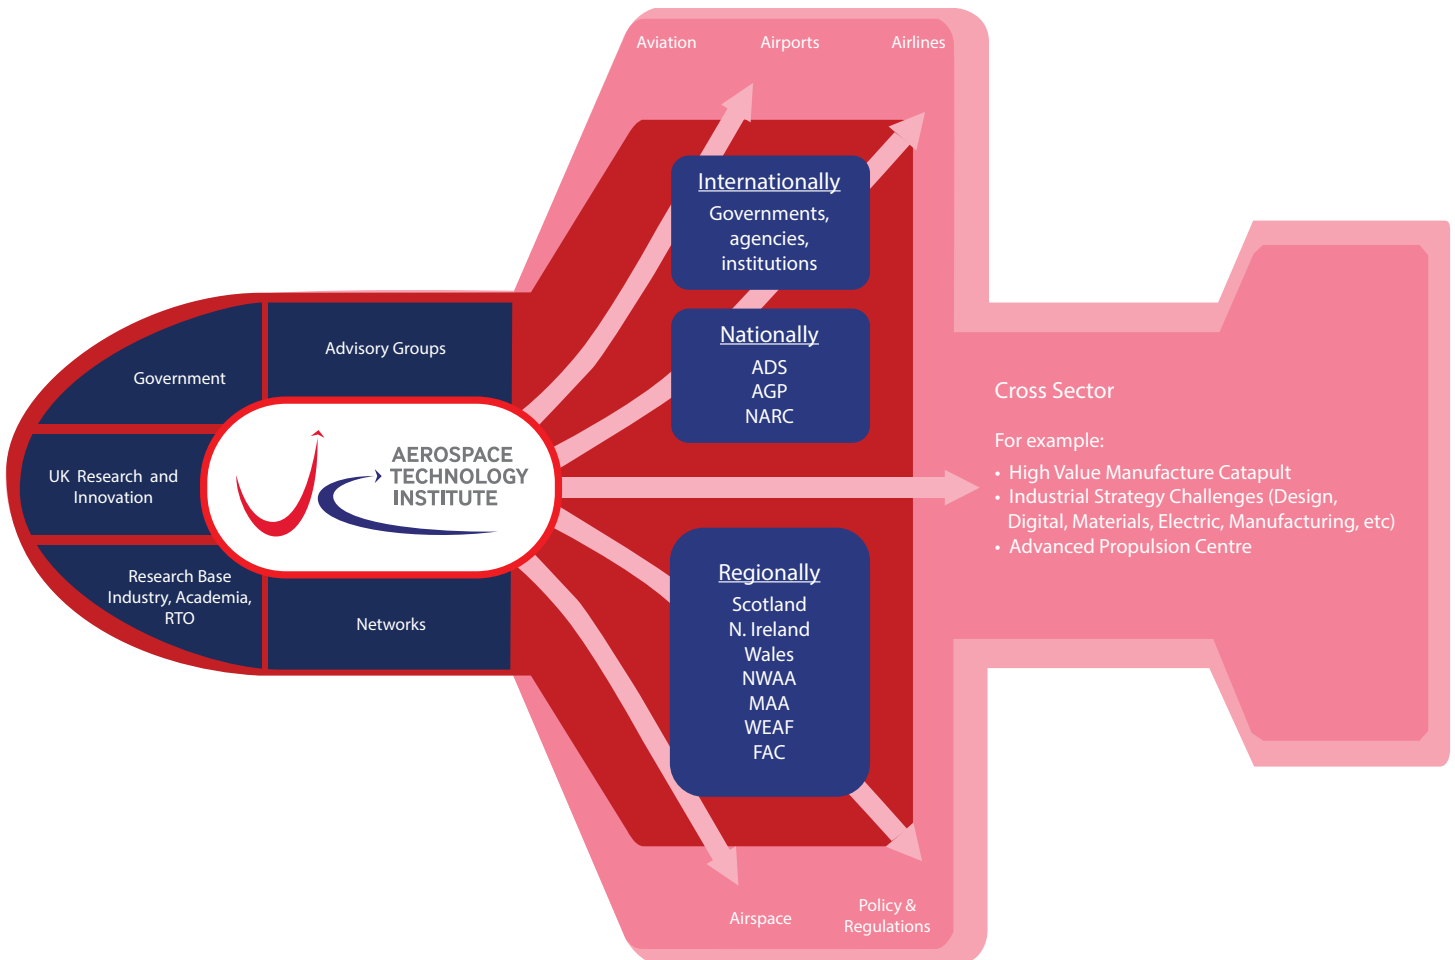 Aviation
Airports
Airlines
Internationally
Governments,
agencies,
institutions
Nationally
ADS
AGP
NARC
Advisory Groups
Government
UK Research and
Innovation
AEROSPACE
TECHNOLOGY
INSTITUTE
Research Base
Industry, Academia,
RTO
Networks
Regionally
Scotland
N. Ireland
Wales
NWAA
MAA
WEAF
FAC
Cross Sector
For example:
• High Value Manufacture Catapult
• Industrial Strategy Challenges (Design,
Digital, Materials, Electric, Manufacturing, etc)
• Advanced Propulsion Centre
Airspace
Policy &
Regulations